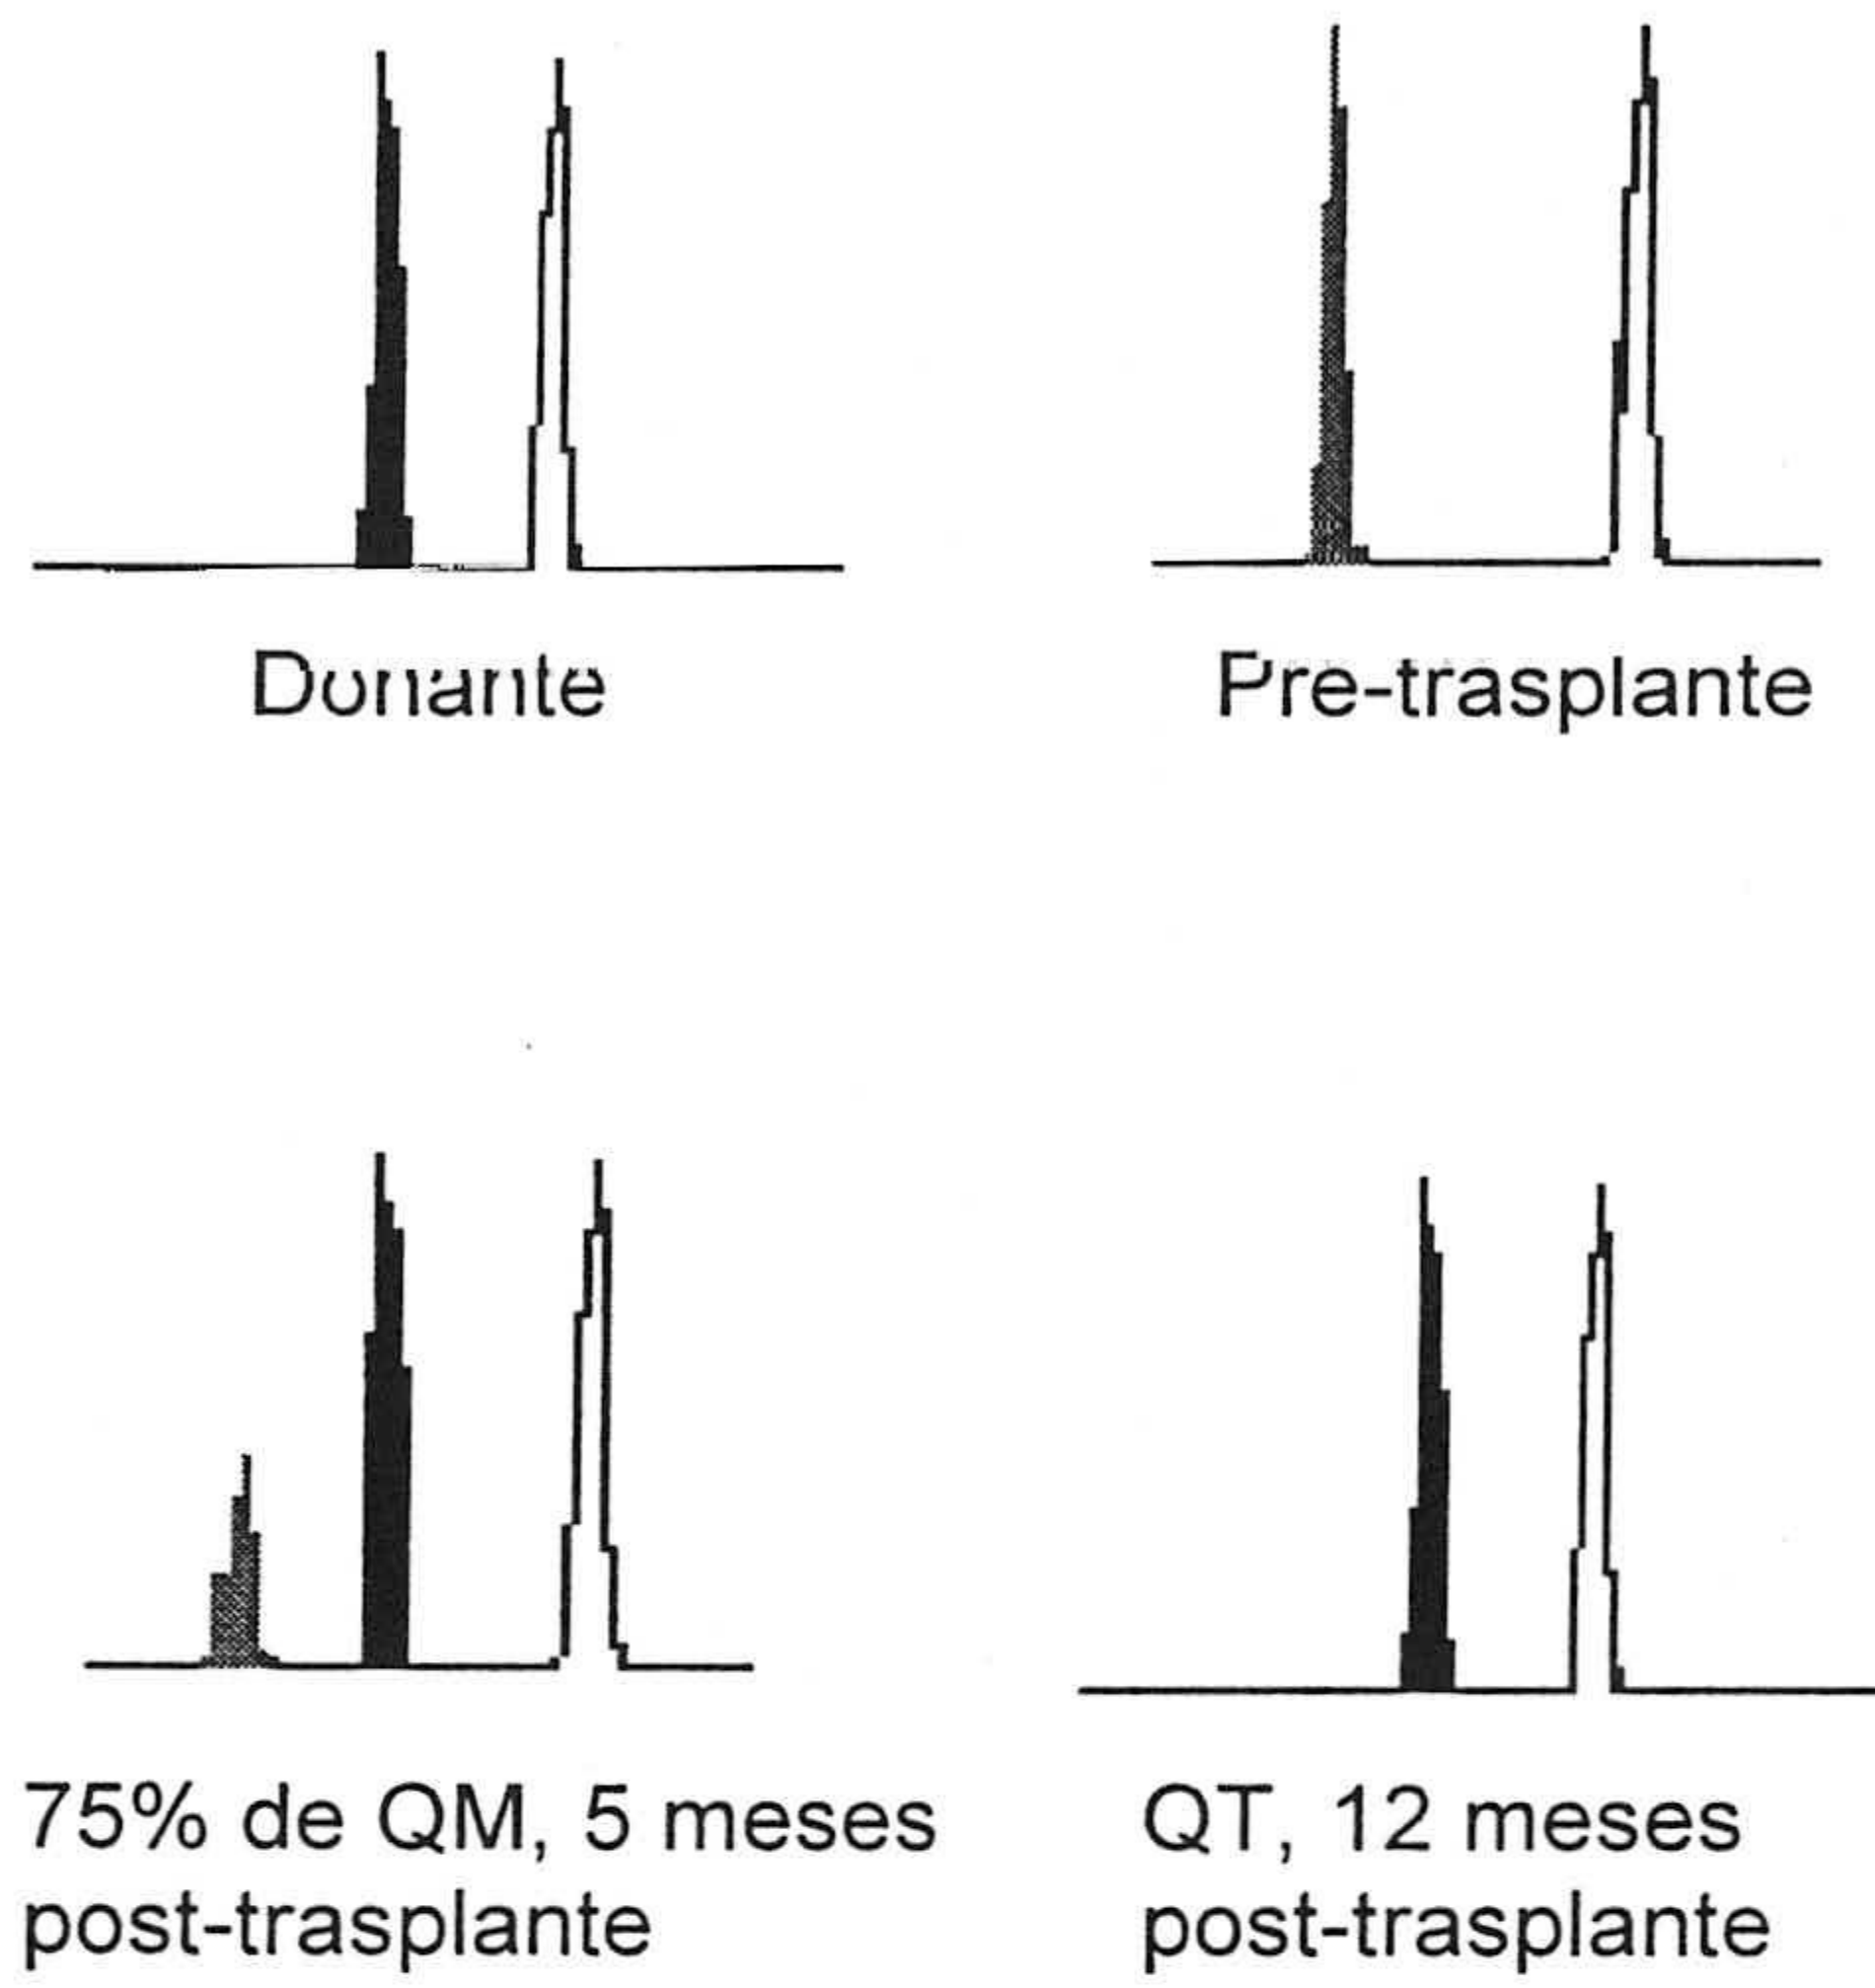 Donante
Pre-trasplante
75% de QM, 5 meses
post-trasplante
QT, 12 meses
post-trasplante